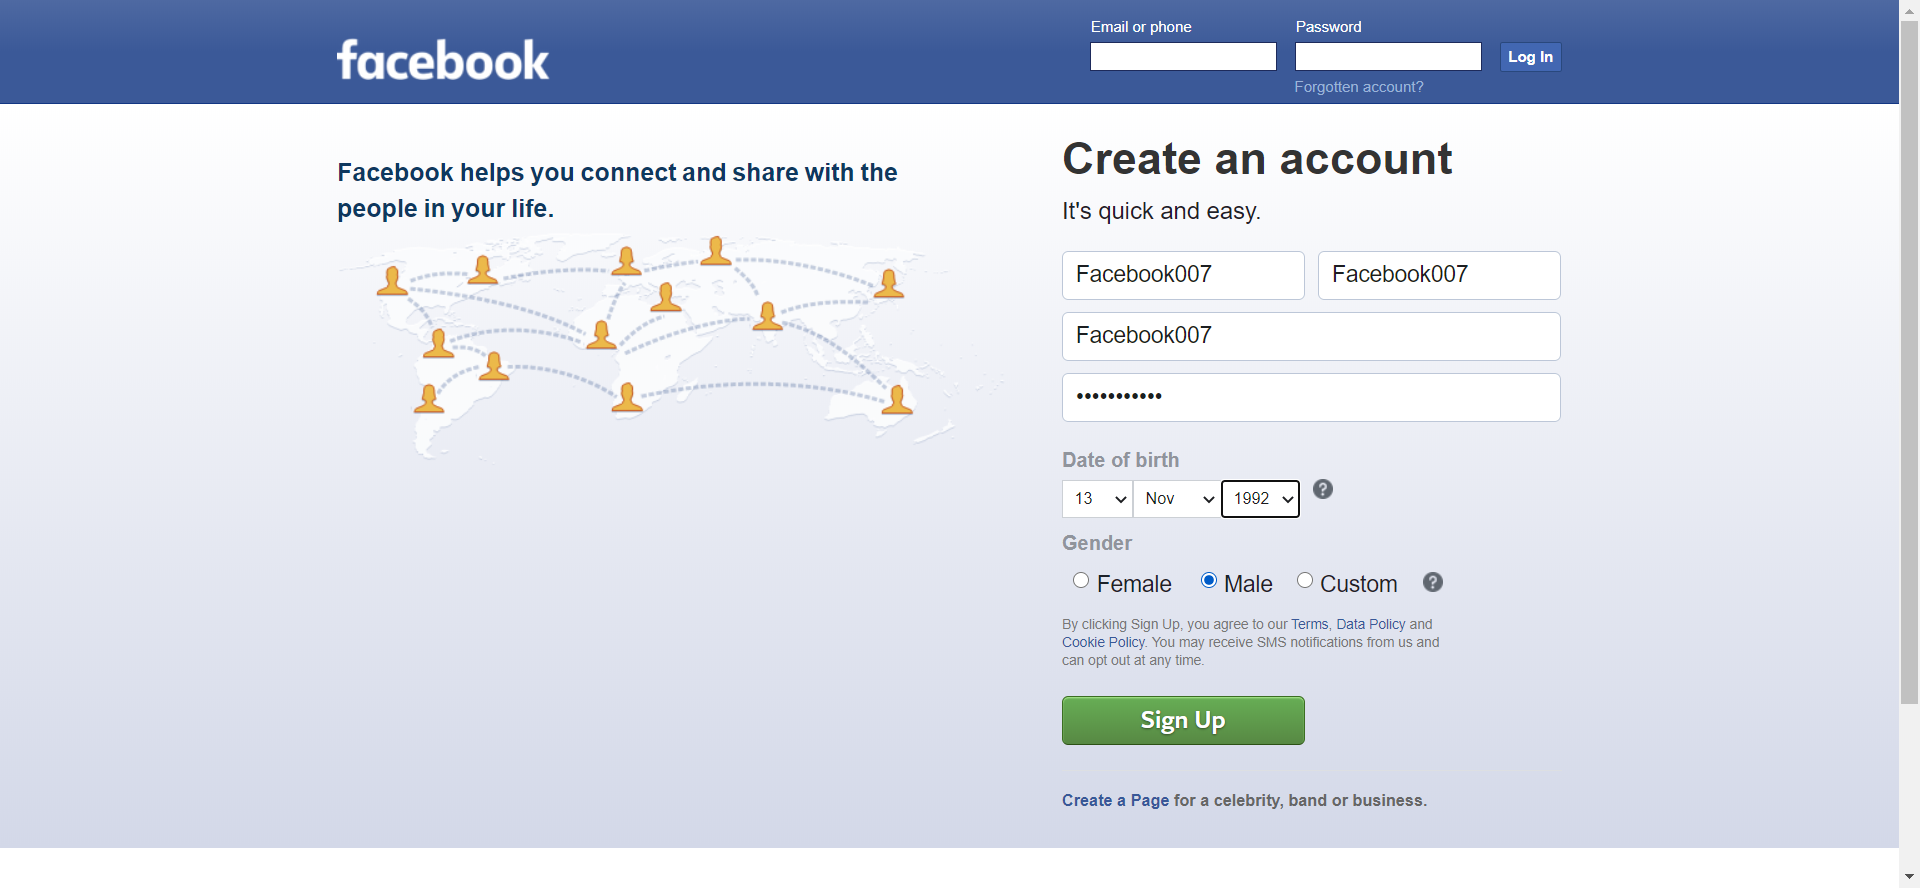 facebook
Email or phone
Password
Log In
Forgotten account?
Facebook helps you connect and share with the
people in your life.
Create an account
It's quick and easy.
Facebook007
Facebook007
Facebook007
•••••••••••
Date of birth
13
Nov
1992
?
Gender
Female
Male
Custom
?
By clicking Sign Up, you agree to our Terms, Data Policy and
Cookie Policy. You may receive SMS notifications from us and
can opt out at any time.
Sign Up
Create a Page for a celebrity, band or business.